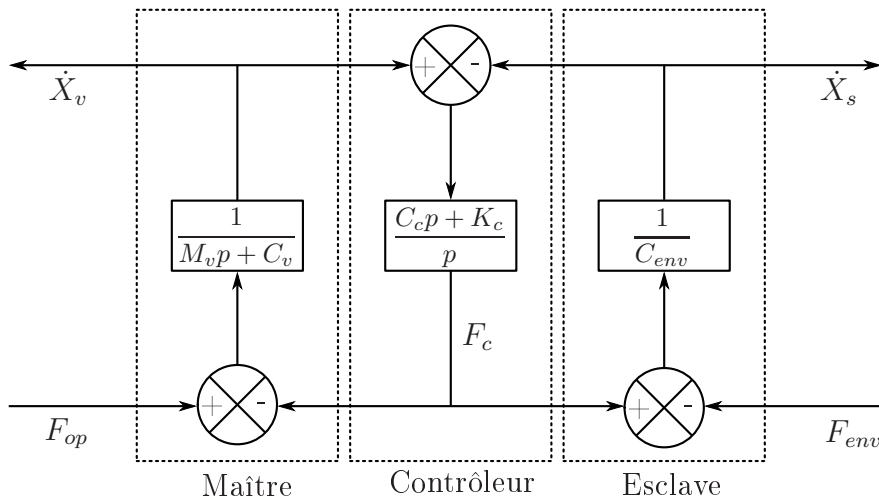 + -
Ẋ_v Ẋ_s
1 C_c p + K_c 1
M_v p + C_v p C_env
F_c
+ - + -
F_op F_env
Maître Contrôleur Esclave